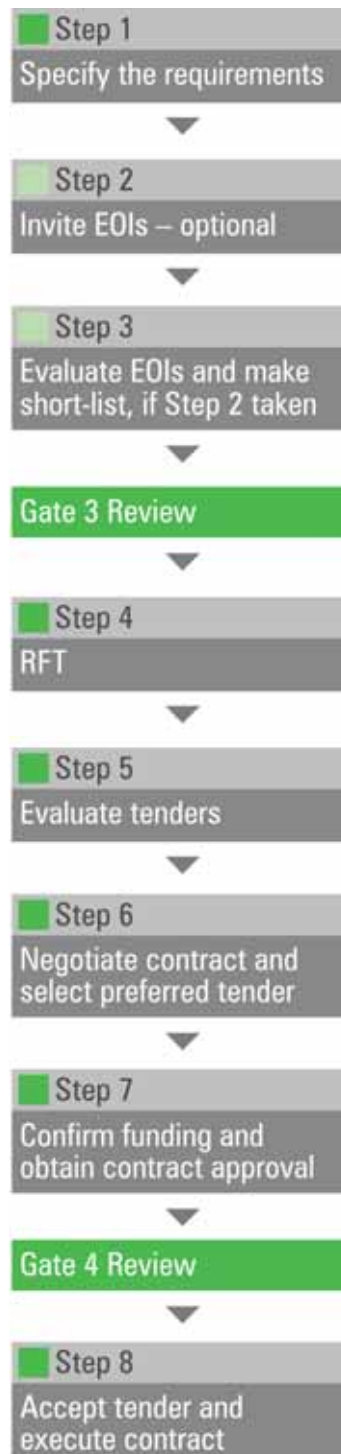 Step 1
Specify the requirements
Step 2
Invite EOIs – optional
Step 3
Evaluate EOIs and make
short-list, if Step 2 taken
Gate 3 Review
Step 4
RFT
Step 5
Evaluate tenders
Step 6
Negotiate contract and
select preferred tender
Step 7
Confirm funding and
obtain contract approval
Gate 4 Review
Step 8
Accept tender and
execute contract